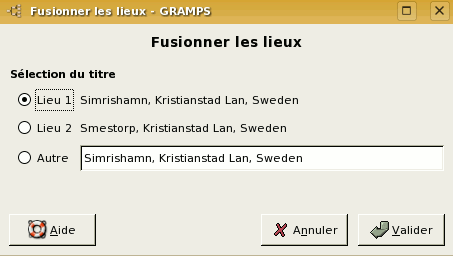 Fusionner les lieux - GRAMPS
Fusionner les lieux
Sélection du titre
Lieu 1 Simrishamn, Kristianstad Lan, Sweden
Lieu 2 Smestorp, Kristianstad Lan, Sweden
Autre Simrishamn, Kristianstad Lan, Sweden
Aide Annuler Valider